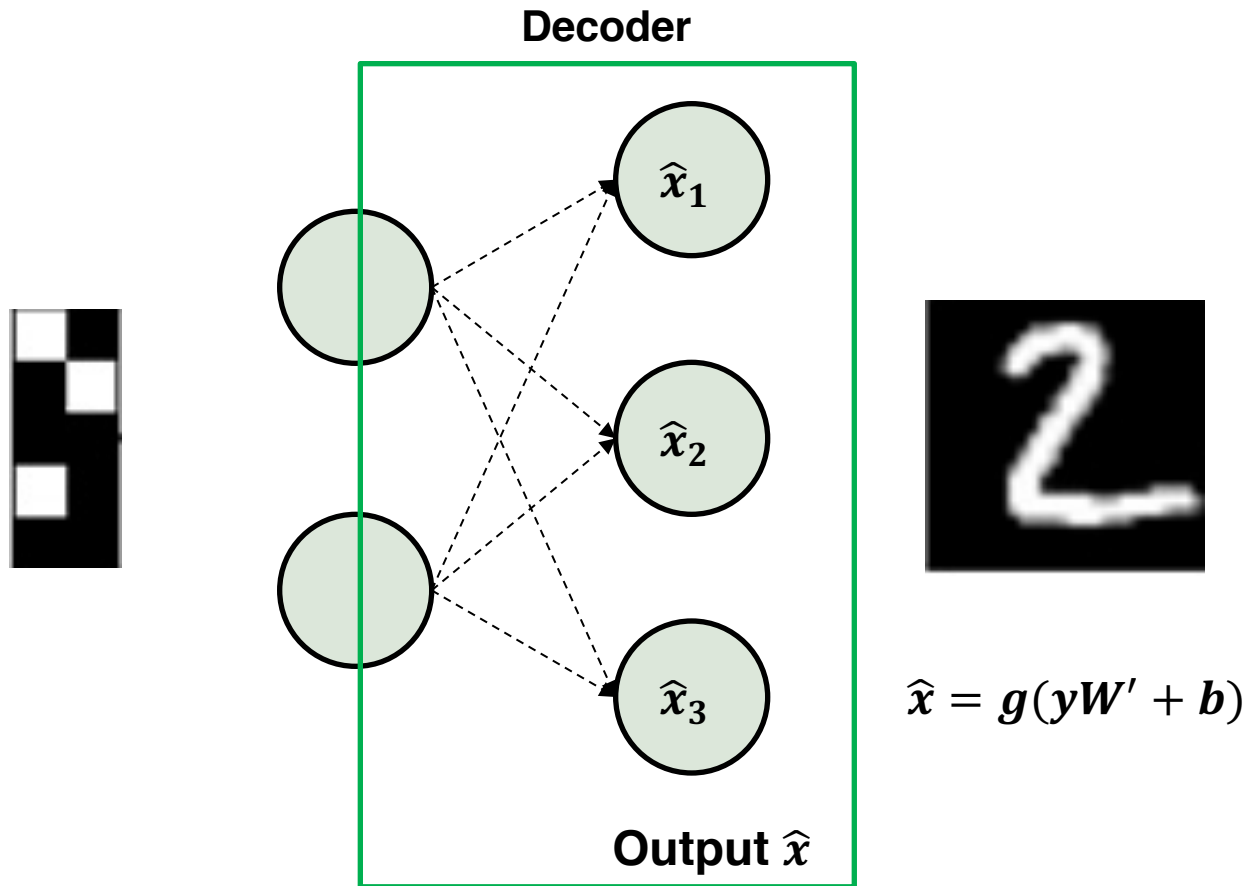 Decoder
x̂₁
x̂₂
x̂₃
x̂ = g(yW′ + b)
Output x̂